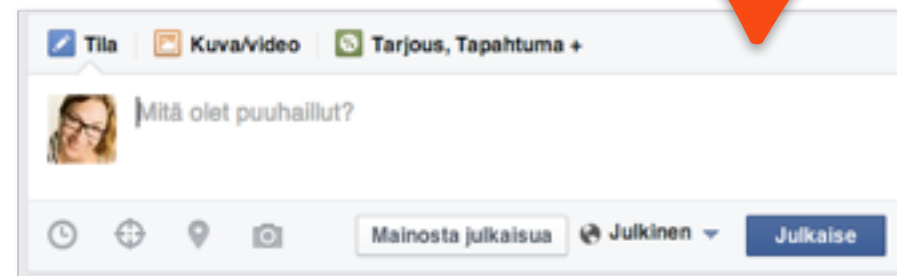 Tila Kuva/video Tarjous, Tapahtuma +
Mitä olet puuhaillut?
Mainosta julkaisua Julkinen Julkaise